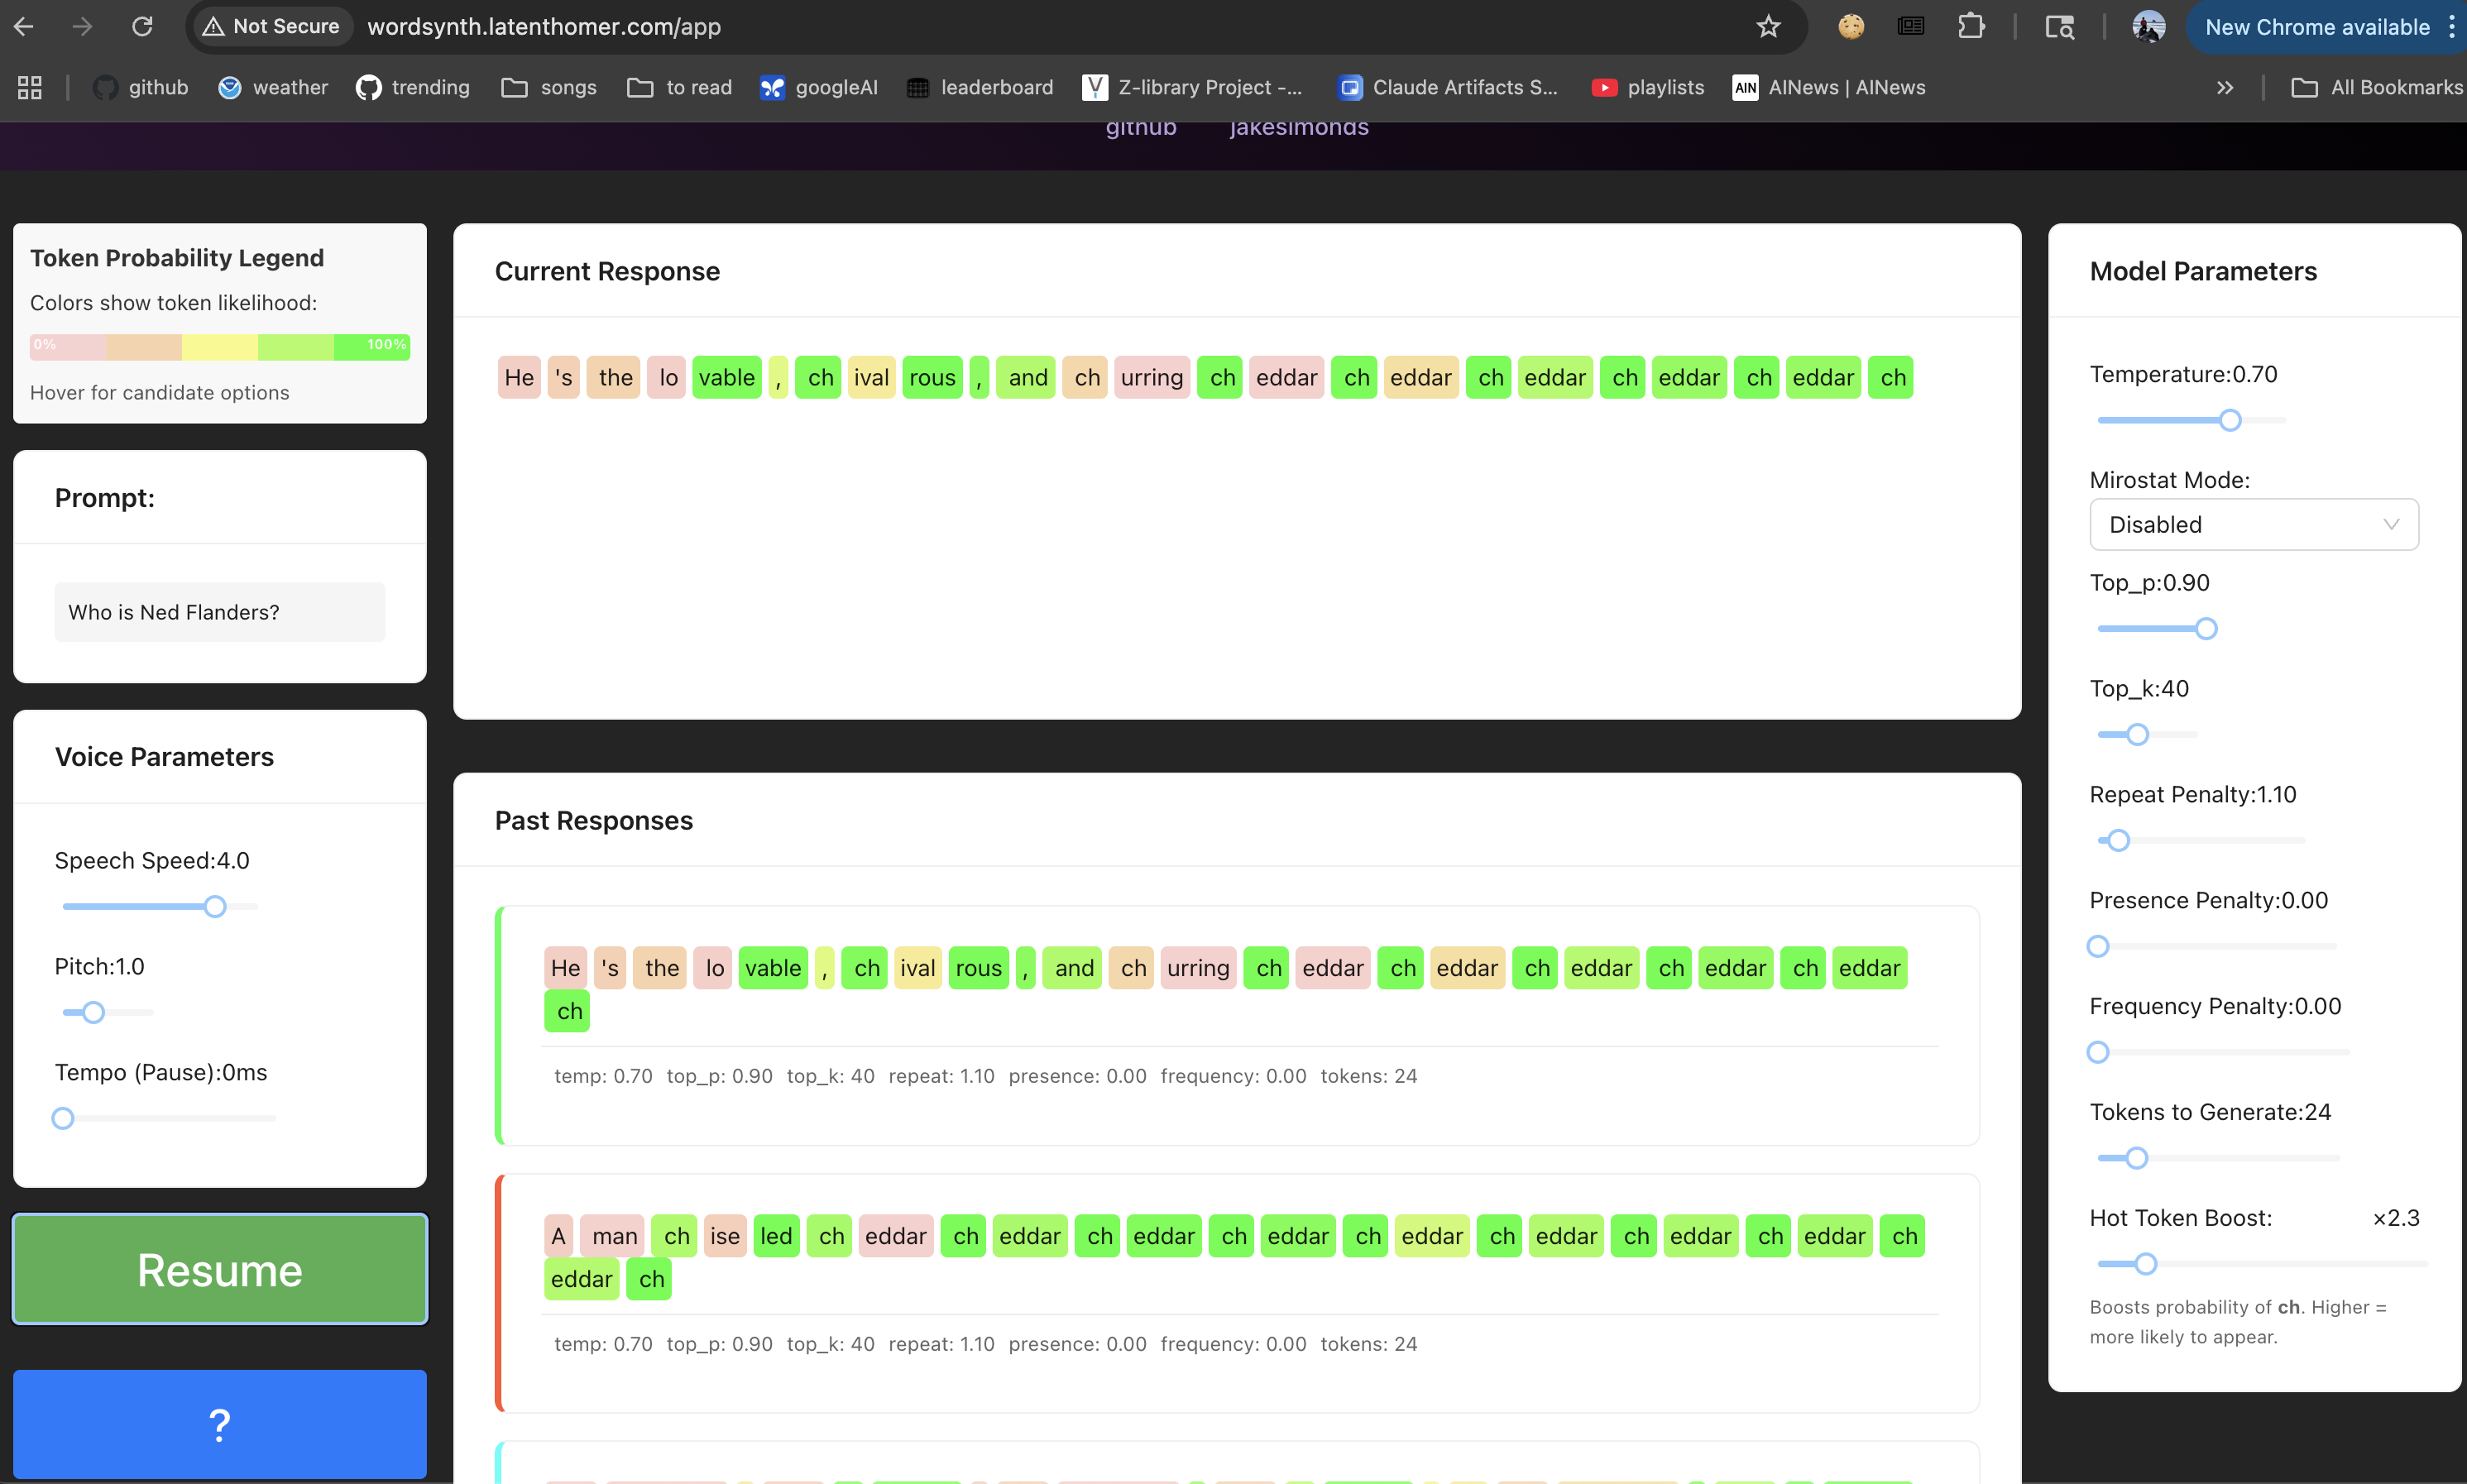 Not Secure wordsynth.latenthomer.com/app New Chrome available
github weather trending songs to read googleAI leaderboard Z-library Project -... Claude Artifacts S... playlists AIN AINews | AINews » All Bookmarks
github jakesimonds
Token Probability Legend
Colors show token likelihood:
0% 100%
Hover for candidate options
Prompt:
Who is Ned Flanders?
Voice Parameters
Speech Speed:4.0
Pitch:1.0
Tempo (Pause):0ms
Resume
?
Current Response
He 's the lo vable , ch ival rous , and ch urring ch eddar ch eddar ch eddar ch eddar ch eddar ch
Past Responses
He 's the lo vable , ch ival rous , and ch urring ch eddar ch eddar ch eddar ch eddar ch eddar
ch
temp: 0.70 top_p: 0.90 top_k: 40 repeat: 1.10 presence: 0.00 frequency: 0.00 tokens: 24
A man ch ise led ch eddar ch eddar ch eddar ch eddar ch eddar ch eddar ch eddar ch eddar ch
eddar ch
temp: 0.70 top_p: 0.90 top_k: 40 repeat: 1.10 presence: 0.00 frequency: 0.00 tokens: 24
Model Parameters
Temperature:0.70
Mirostat Mode:
Disabled
Top_p:0.90
Top_k:40
Repeat Penalty:1.10
Presence Penalty:0.00
Frequency Penalty:0.00
Tokens to Generate:24
Hot Token Boost: ×2.3
Boosts probability of ch. Higher =
more likely to appear.